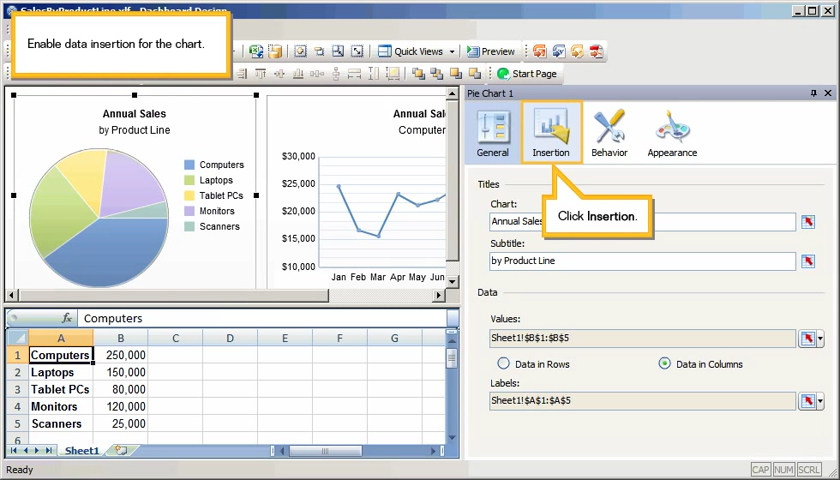 SalesByProductLine.xlf - Dashboard Design
Enable data insertion for the chart.
Quick Views
Preview
Start Page
Annual Sales
by Product Line
Computers
Laptops
Tablet PCs
Monitors
Scanners
Annual Sal
Computer
$30,000
$25,000
$20,000
$15,000
$10,000
Jan Feb Mar Apr May Jun
Pie Chart 1
General
Insertion
Behavior
Appearance
Click Insertion.
Titles
Chart:
Annual Sales
Subtitle:
by Product Line
Data
Values:
Sheet1!$B$1:$B$5
Data in Rows
Data in Columns
Labels:
Sheet1!$A$1:$A$5
fx Computers
A B C D E F G
1 Computers 250,000
2 Laptops 150,000
3 Tablet PCs 80,000
4 Monitors 120,000
5 Scanners 25,000
6
Sheet1
Ready
CAP NUM SCRL